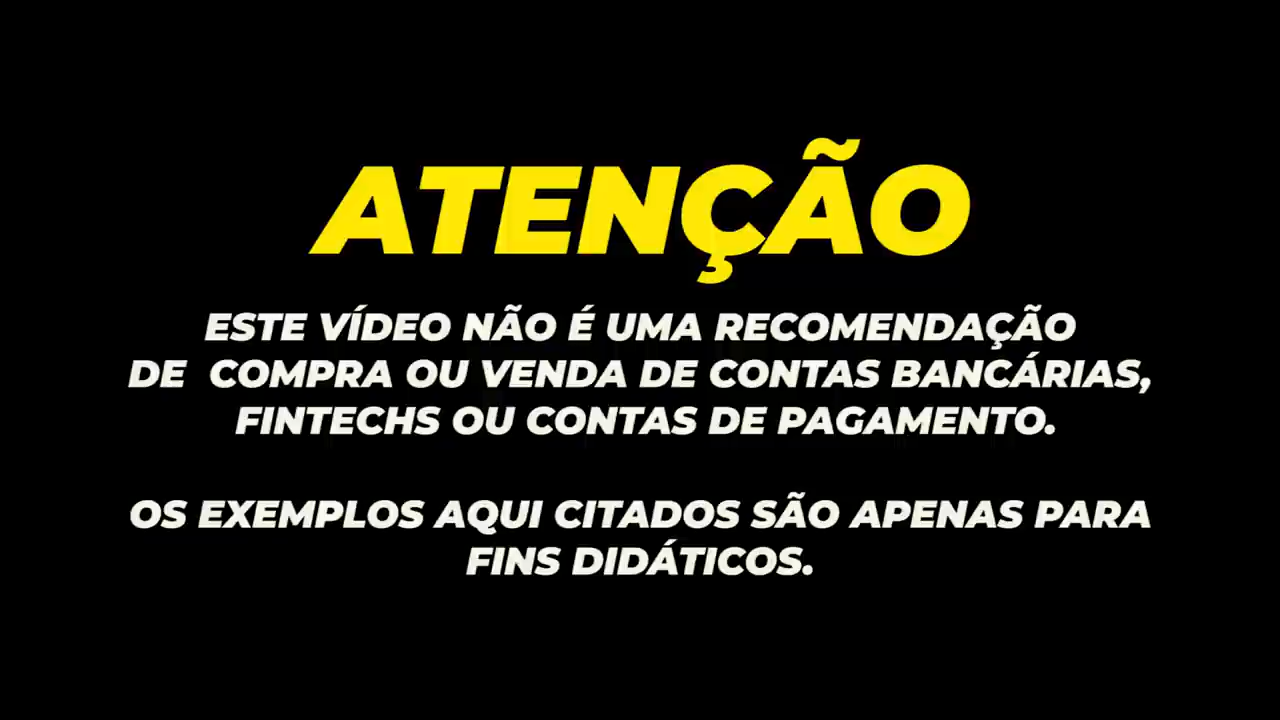 ATENÇÃO
ESTE VÍDEO NÃO É UMA RECOMENDAÇÃO
DE COMPRA OU VENDA DE CONTAS BANCÁRIAS,
FINTECHS OU CONTAS DE PAGAMENTO.
OS EXEMPLOS AQUI CITADOS SÃO APENAS PARA
FINS DIDÁTICOS.